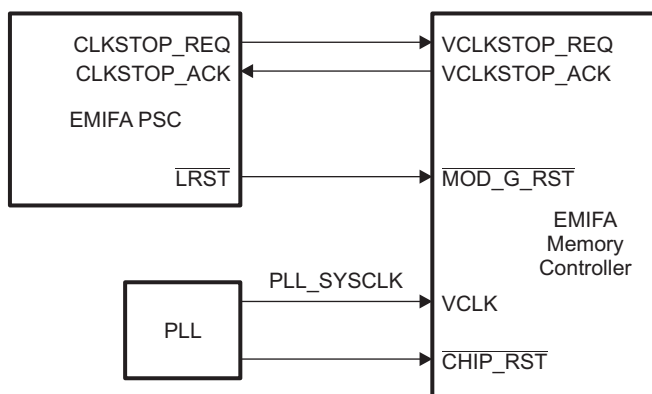 CLKSTOP_REQ
VCLKSTOP_REQ
CLKSTOP_ACK
VCLKSTOP_ACK
EMIFA PSC
LRST
MOD_G_RST
EMIFA
Memory
Controller
PLL_SYSCLK
VCLK
PLL
CHIP_RST